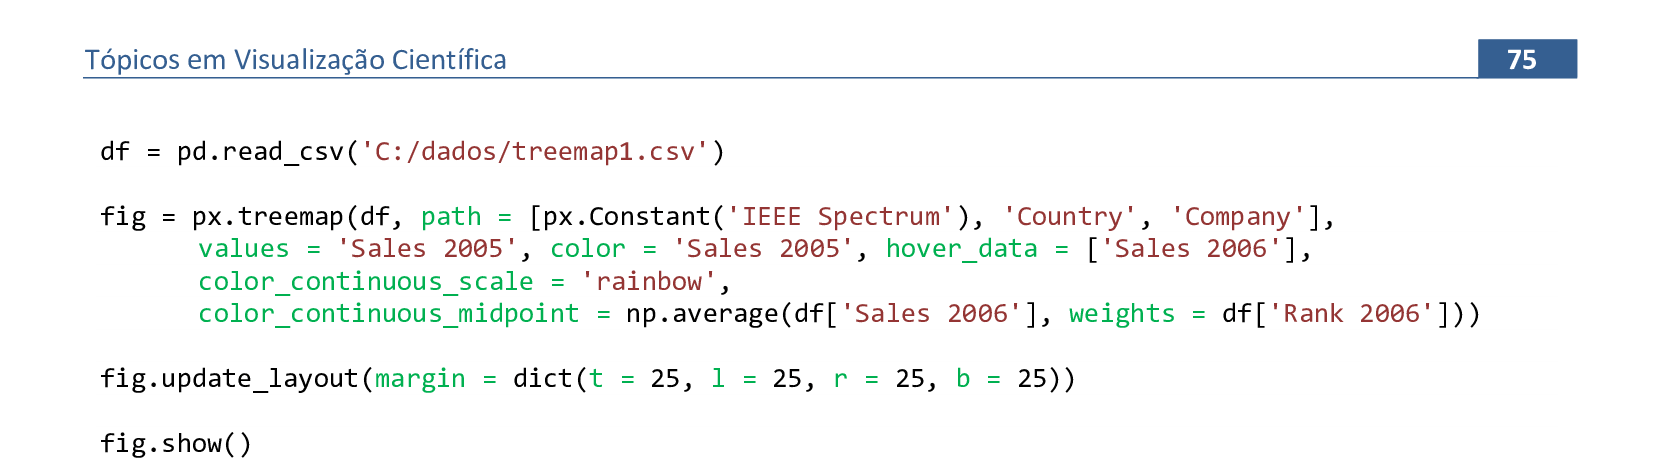 Tópicos em Visualização Científica 75
df = pd.read_csv('C:/dados/treemap1.csv')
fig = px.treemap(df, path = [px.Constant('IEEE Spectrum'), 'Country', 'Company'],
values = 'Sales 2005', color = 'Sales 2005', hover_data = ['Sales 2006'],
color_continuous_scale = 'rainbow',
color_continuous_midpoint = np.average(df['Sales 2006'], weights = df['Rank 2006']))
fig.update_layout(margin = dict(t = 25, l = 25, r = 25, b = 25))
fig.show()